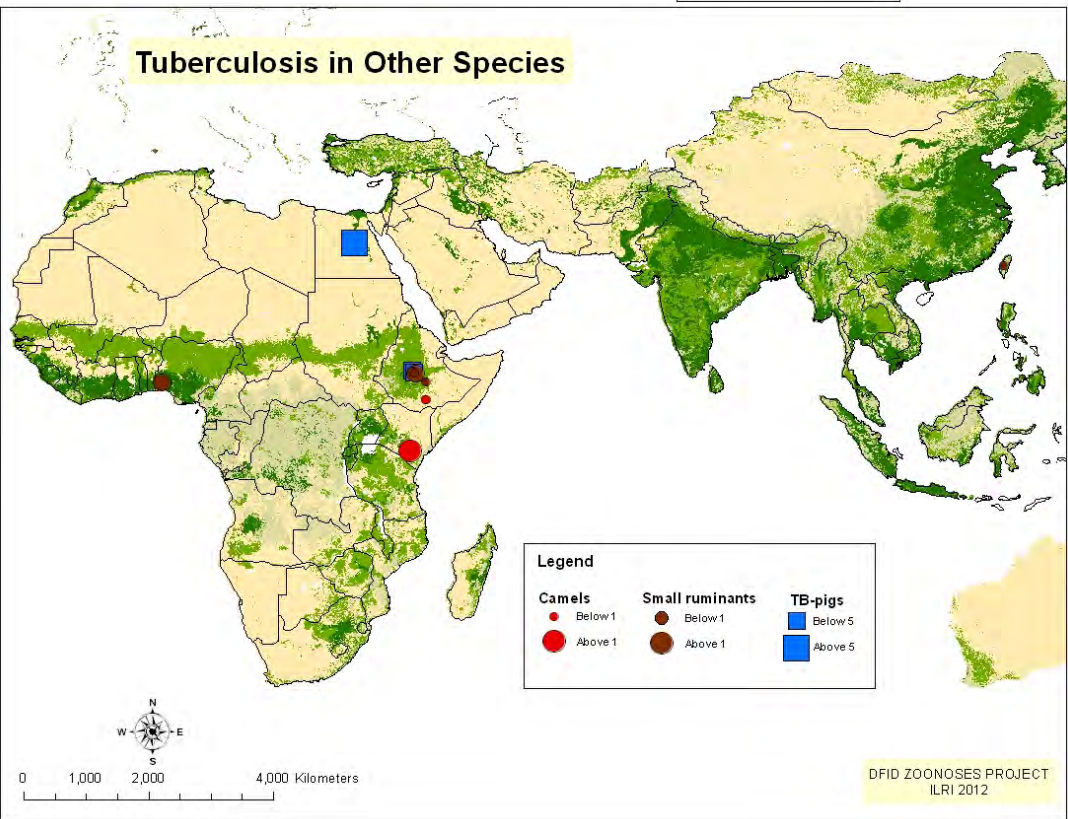 Tuberculosis in Other Species
Legend
Camels Small ruminants TB-pigs
Below 1 Below 1 Below 5
Above 1 Above 1 Above 5
N
W E
S
0 1,000 2,000 4,000 Kilometers
DFID ZOONOSES PROJECT
ILRI 2012